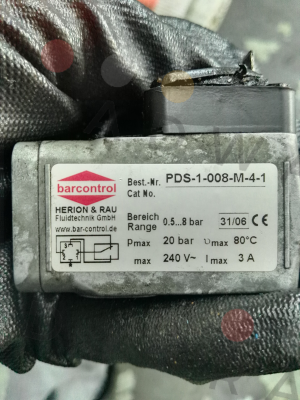 barcontrol
HERION & RAU
Fluidtechnik GmbH
www.bar-control.de
Best.-Nr. PDS-1-008-M-4-1
Cat No.
Bereich 0.5...8 bar 31/06 CE
Range
Pmax 20 bar υmax 80°C
max 240 V~ Imax 3 A